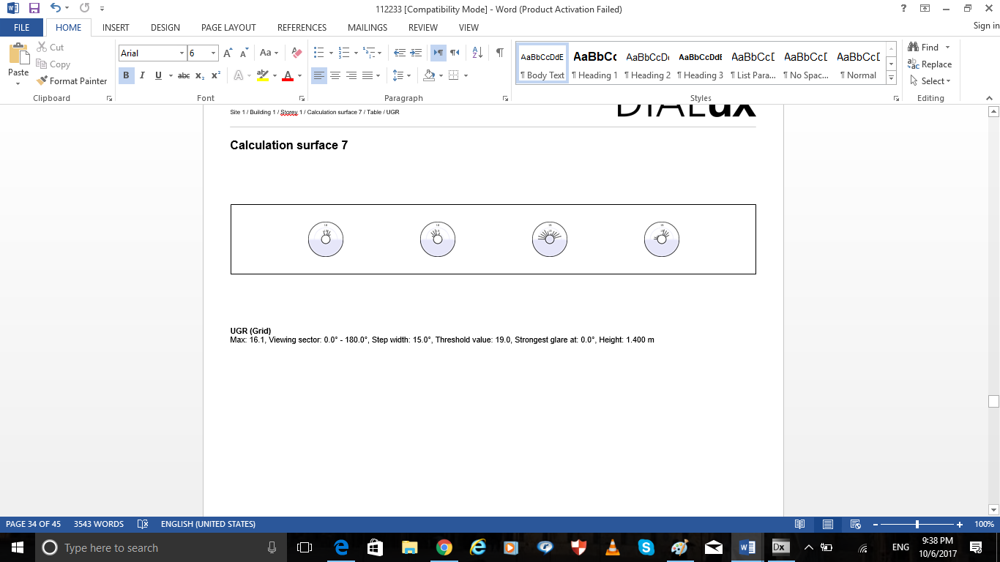 112233 [Compatibility Mode] - Word (Product Activation Failed)
FILE HOME INSERT DESIGN PAGE LAYOUT REFERENCES MAILINGS REVIEW VIEW Sign in
Paste
Cut
Copy
Format Painter
Clipboard
Arial 6
Font
Paragraph
AaBbCcDdE AaBbCc AaBbCcDc AaBbCcDdE AaBbCcD AaBbCcD AaBbCcD
¶ Body Text ¶ Heading 1 ¶ Heading 2 ¶ Heading 3 ¶ List Para... ¶ No Spac... ¶ Normal
Styles
Find
Replace
Select
Editing
Site 1 / Building 1 / Storey 1 / Calculation surface 7 / Table / UGR
DIALux
Calculation surface 7
UGR (Grid)
Max: 16.1, Viewing sector: 0.0° - 180.0°, Step width: 15.0°, Threshold value: 19.0, Strongest glare at: 0.0°, Height: 1.400 m
PAGE 34 OF 45 3543 WORDS ENGLISH (UNITED STATES) 100%
Type here to search
Dx
ENG
9:38 PM
10/6/2017